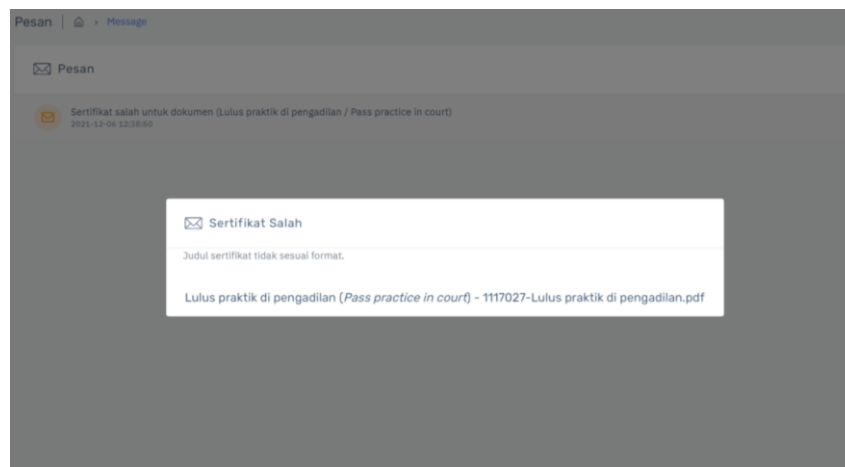 Pesan | > Message
Pesan
Sertifikat salah untuk dokumen (Lulus praktik di pengadilan / Pass practice in court)
2021-12-06 12:58:50
Sertifikat Salah
Judul sertifikat tidak sesuai format.
Lulus praktik di pengadilan (Pass practice in court) - 1117027-Lulus praktik di pengadilan.pdf